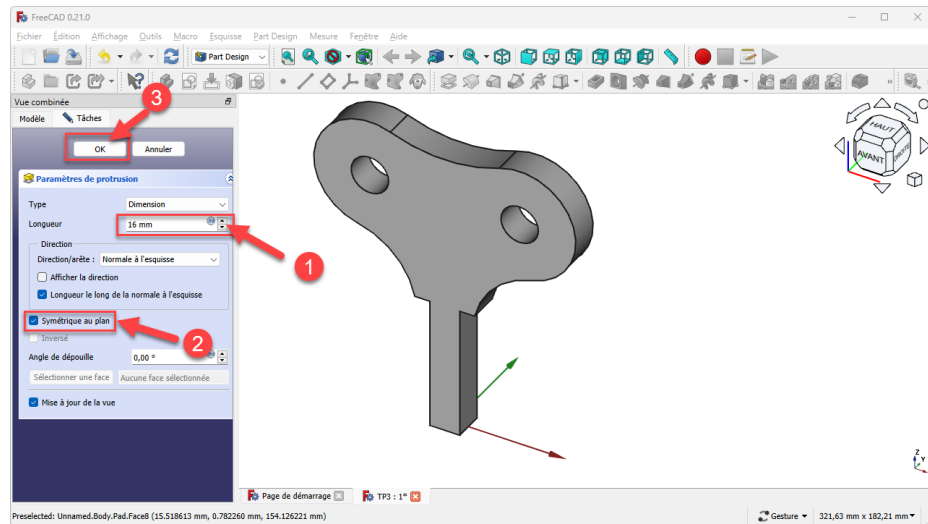 FreeCAD 0.21.0
Fichier Édition Affichage Outils Macro Esquisse Part Design Mesure Fenêtre Aide
Part Design
Vue combinée
3
Modèle Tâches
OK Annuler
HAUT
AVANT DROITE
Paramètres de protrusion
Type Dimension
Longueur 16 mm
1
Direction
Direction/arête : Normale à l'esquisse
Afficher la direction
Longueur le long de la normale à l'esquisse
Symétrique au plan
2
Inversé
Angle de dépouille 0,00 °
Sélectionner une face Aucune face sélectionnée
Mise à jour de la vue
Z
Y
Page de démarrage TP3 : 1*
Preselected: Unnamed.Body.Pad.Face8 (15.518613 mm, 0.782260 mm, 154.126221 mm) Gesture 321,63 mm x 182,21 mm